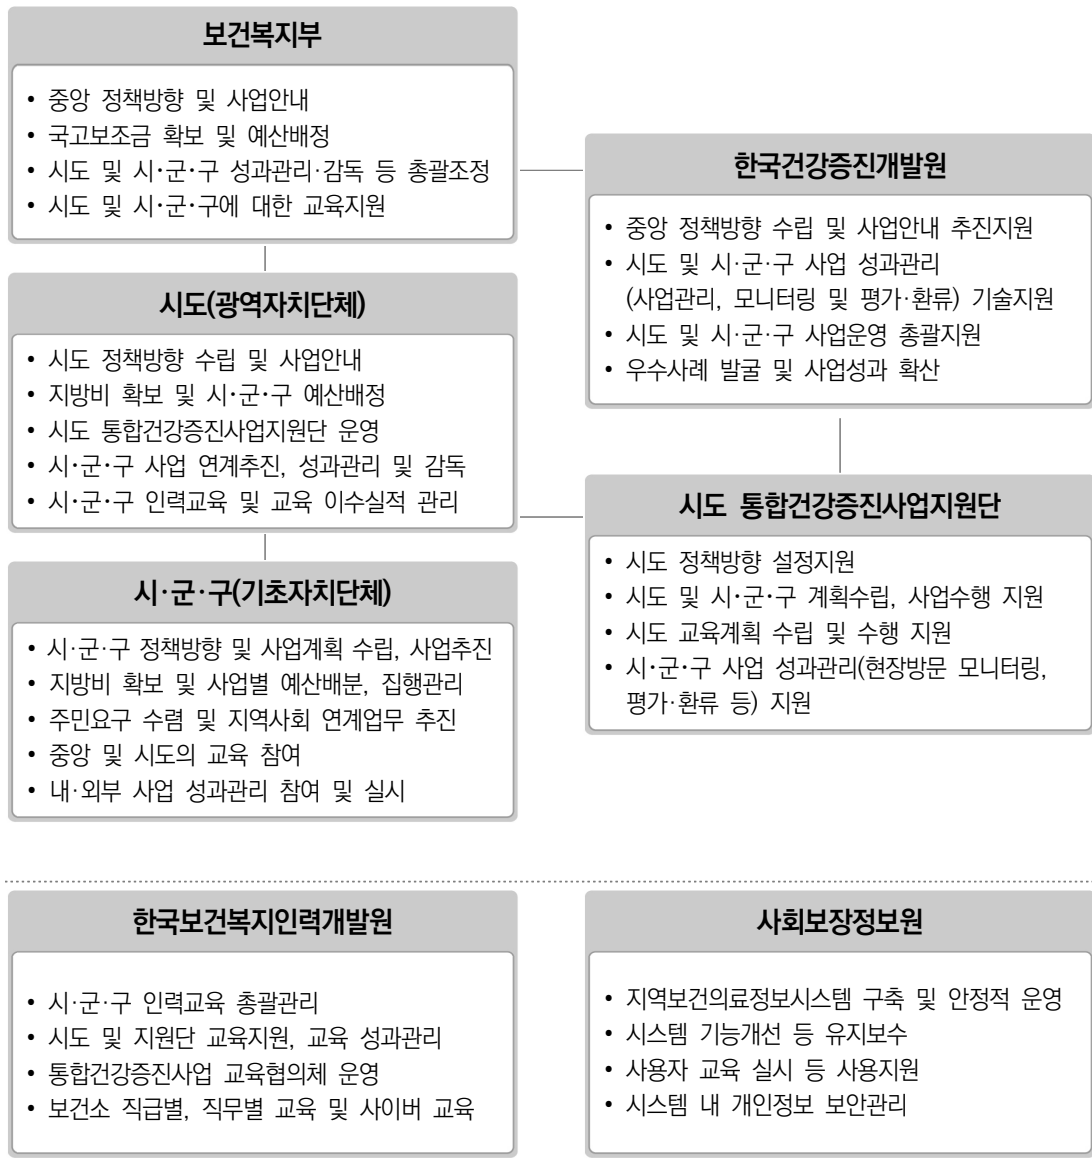 보건복지부
• 중앙 정책방향 및 사업안내
• 국고보조금 확보 및 예산배정
• 시도 및 시·군·구 성과관리·감독 등 총괄조정
• 시도 및 시·군·구에 대한 교육지원
한국건강증진개발원
• 중앙 정책방향 수립 및 사업안내 추진지원
• 시도 및 시·군·구 사업 성과관리
(사업관리, 모니터링 및 평가·환류) 기술지원
• 시도 및 시·군·구 사업운영 총괄지원
• 우수사례 발굴 및 사업성과 확산
시도(광역자치단체)
• 시도 정책방향 수립 및 사업안내
• 지방비 확보 및 시·군·구 예산배정
• 시도 통합건강증진사업지원단 운영
• 시·군·구 사업 연계추진, 성과관리 및 감독
• 시·군·구 인력교육 및 교육 이수실적 관리
시도 통합건강증진사업지원단
• 시도 정책방향 설정지원
• 시도 및 시·군·구 계획수립, 사업수행 지원
• 시도 교육계획 수립 및 수행 지원
• 시·군·구 사업 성과관리(현장방문 모니터링,
평가·환류 등) 지원
시·군·구(기초자치단체)
• 시·군·구 정책방향 및 사업계획 수립, 사업추진
• 지방비 확보 및 사업별 예산배분, 집행관리
• 주민요구 수렴 및 지역사회 연계업무 추진
• 중앙 및 시도의 교육 참여
• 내·외부 사업 성과관리 참여 및 실시
한국보건복지인력개발원
• 시·군·구 인력교육 총괄관리
• 시도 및 지원단 교육지원, 교육 성과관리
• 통합건강증진사업 교육협의체 운영
• 보건소 직급별, 직무별 교육 및 사이버 교육
사회보장정보원
• 지역보건의료정보시스템 구축 및 안정적 운영
• 시스템 기능개선 등 유지보수
• 사용자 교육 실시 등 사용지원
• 시스템 내 개인정보 보안관리